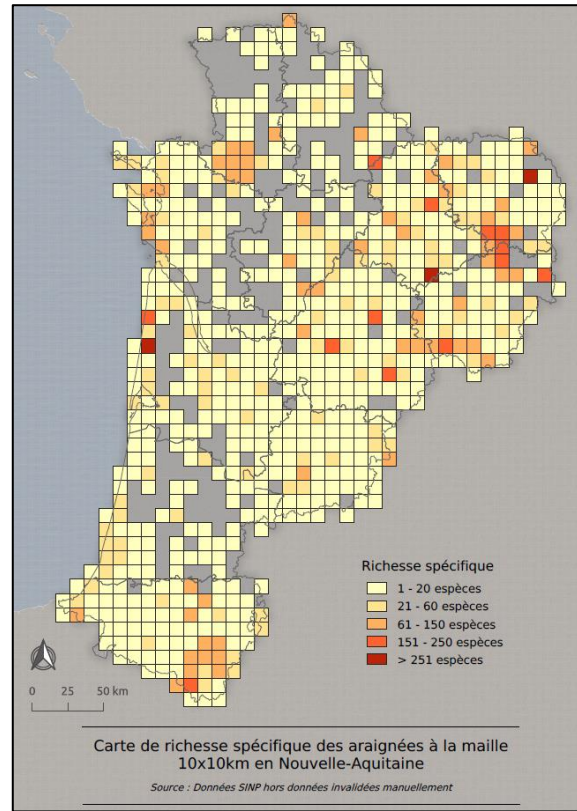 Richesse spécifique
1 - 20 espèces
21 - 60 espèces
61 - 150 espèces
151 - 250 espèces
> 251 espèces
0 25 50 km
Carte de richesse spécifique des araignées à la maille
10x10km en Nouvelle-Aquitaine
Source : Données SINP hors données invalidées manuellement